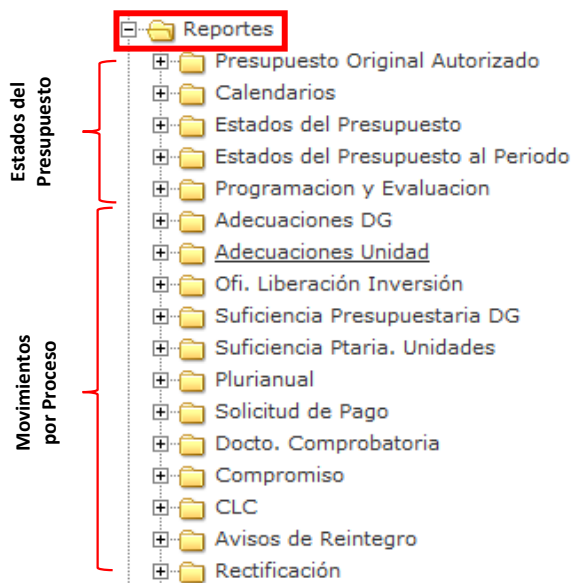 Reportes
Presupuesto Original Autorizado
Calendarios
Estados del Presupuesto
Estados del Presupuesto al Periodo
Programacion y Evaluacion
Adecuaciones DG
Adecuaciones Unidad
Ofi. Liberación Inversión
Suficiencia Presupuestaria DG
Suficiencia Ptaria. Unidades
Plurianual
Solicitud de Pago
Docto. Comprobatoria
Compromiso
CLC
Avisos de Reintegro
Rectificación
Estados del
Presupuesto
Movimientos
por Proceso